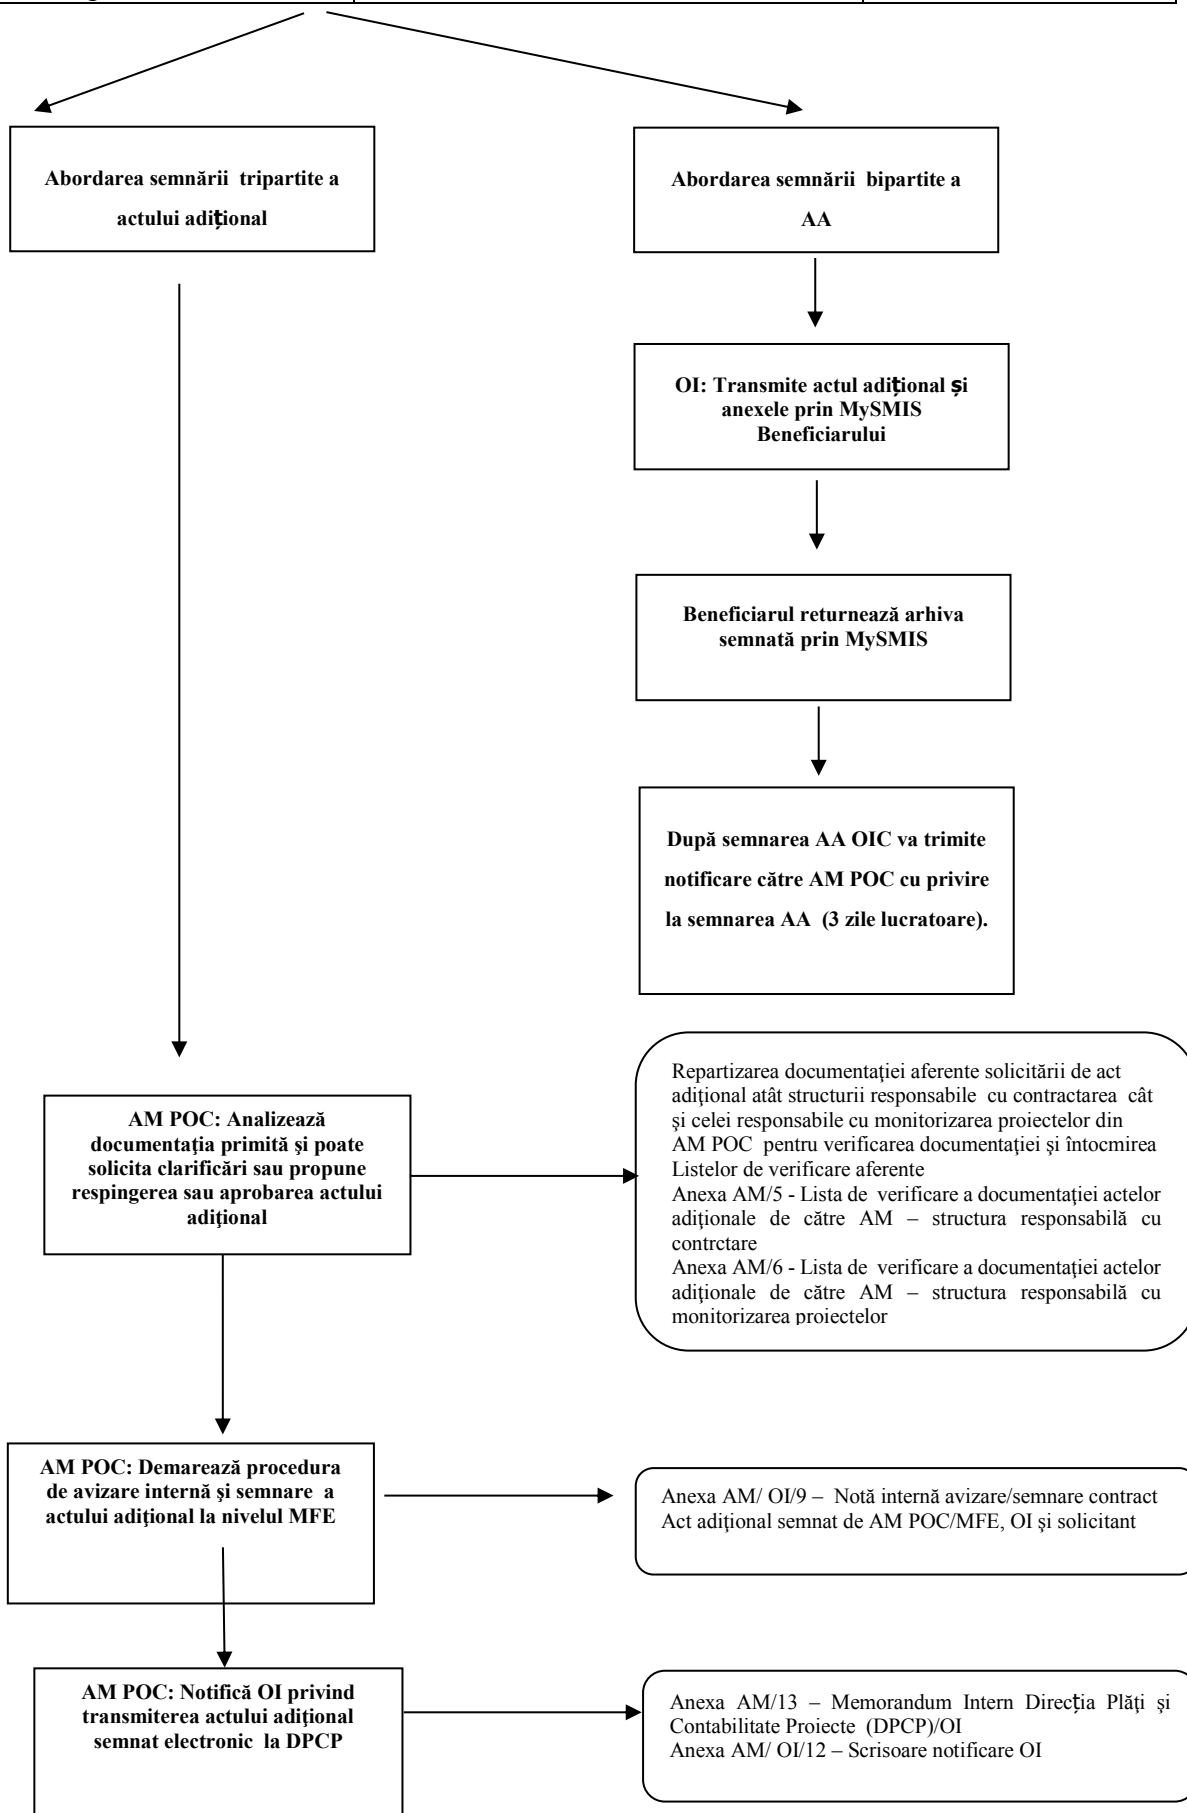 Abordarea semnării tripartite a
actului adiţional
Abordarea semnării bipartite a
AA
OI: Transmite actul adiţional și
anexele prin MySMIS
Beneficiarului
Beneficiarul returnează arhiva
semnată prin MySMIS
După semnarea AA OIC va trimite
notificare către AM POC cu privire
la semnarea AA (3 zile lucratoare).
AM POC: Analizează
documentaţia primită şi poate
solicita clarificări sau propune
respingerea sau aprobarea actului
adiţional
Repartizarea documentaţiei aferente solicitării de act
adiţional atât structurii responsabile cu contractarea cât
şi celei responsabile cu monitorizarea proiectelor din
AM POC pentru verificarea documentaţiei şi întocmirea
Listelor de verificare aferente
Anexa AM/5 - Lista de verificare a documentaţiei actelor
adiţionale de către AM – structura responsabilă cu
contrctare
Anexa AM/6 - Lista de verificare a documentaţiei actelor
adiţionale de către AM – structura responsabilă cu
monitorizarea proiectelor
AM POC: Demarează procedura
de avizare internă şi semnare a
actului adiţional la nivelul MFE
Anexa AM/ OI/9 – Notă internă avizare/semnare contract
Act adiţional semnat de AM POC/MFE, OI şi solicitant
AM POC: Notifică OI privind
transmiterea actului adiţional
semnat electronic la DPCP
Anexa AM/13 – Memorandum Intern Direcția Plăţi şi
Contabilitate Proiecte (DPCP)/OI
Anexa AM/ OI/12 – Scrisoare notificare OI